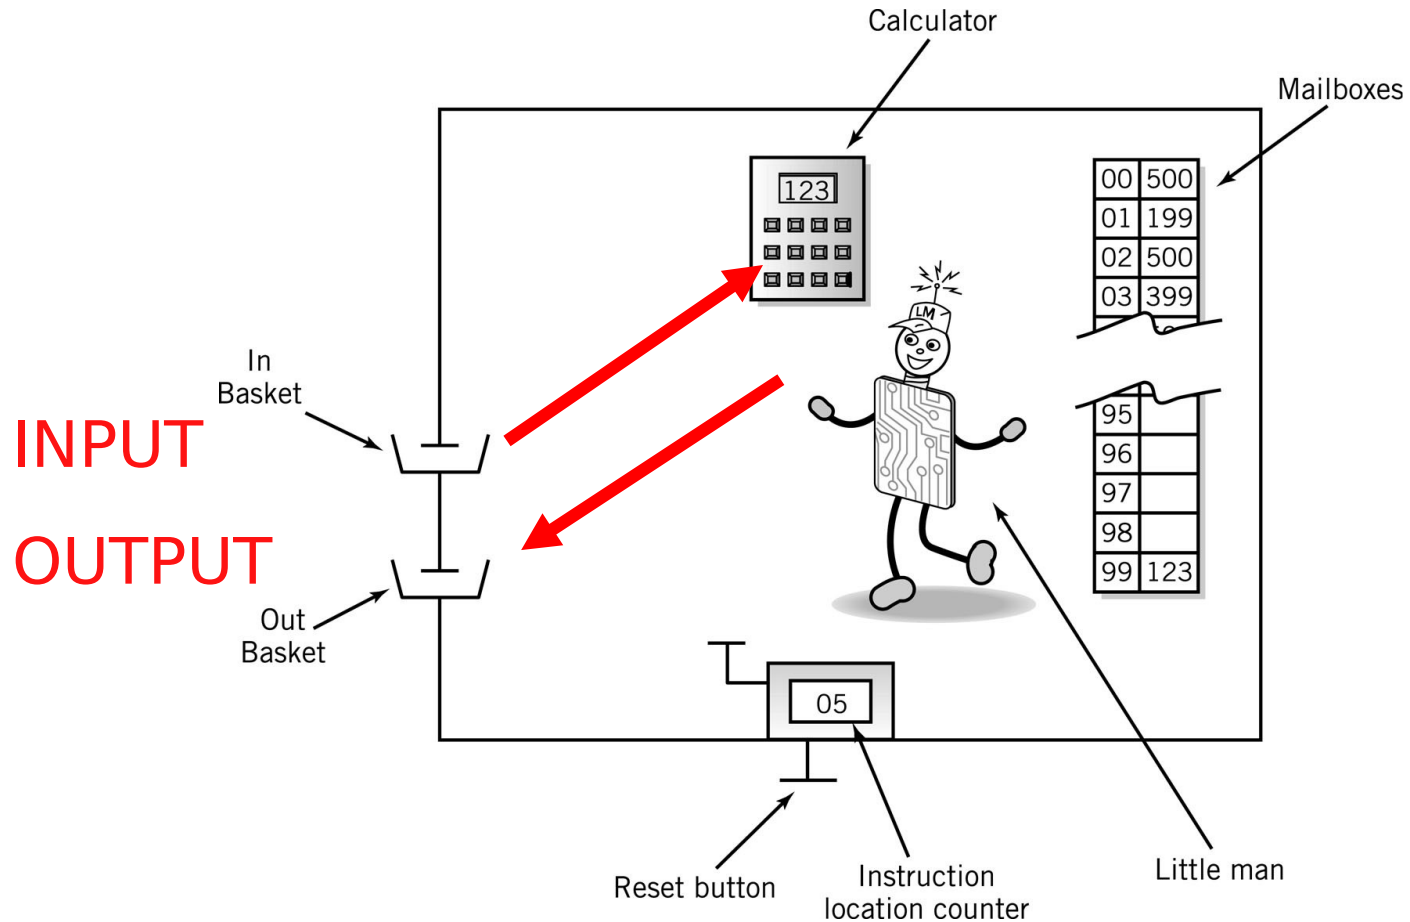 Calculator
Mailboxes
123
00 500
01 199
02 500
03 399
LM
In
Basket
INPUT
95
96
97
98
99 123
OUTPUT
Out
Basket
05
Reset button
Instruction
location counter
Little man